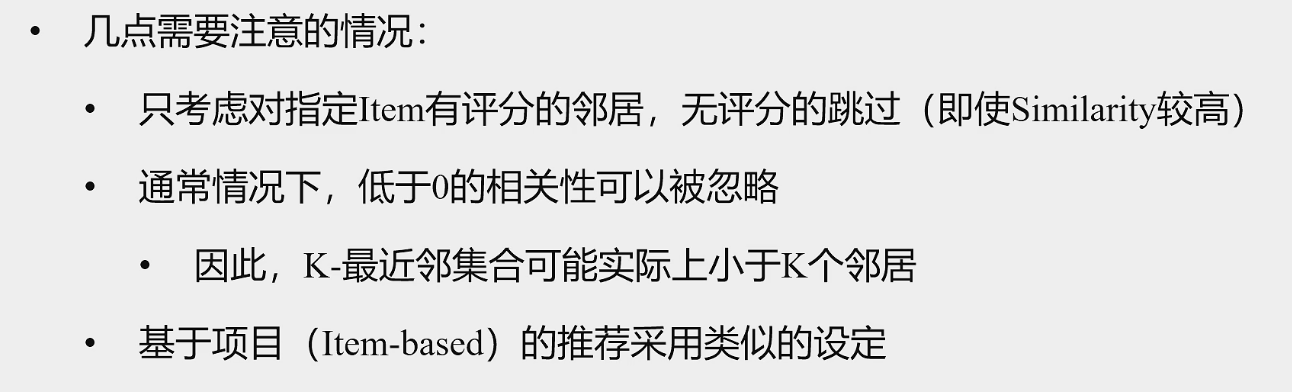 • 几点需要注意的情况：
• 只考虑对指定Item有评分的邻居，无评分的跳过（即使Similarity较高）
• 通常情况下，低于0的相关性可以被忽略
• 因此，K-最近邻集合可能实际上小于K个邻居
• 基于项目（Item-based）的推荐采用类似的设定